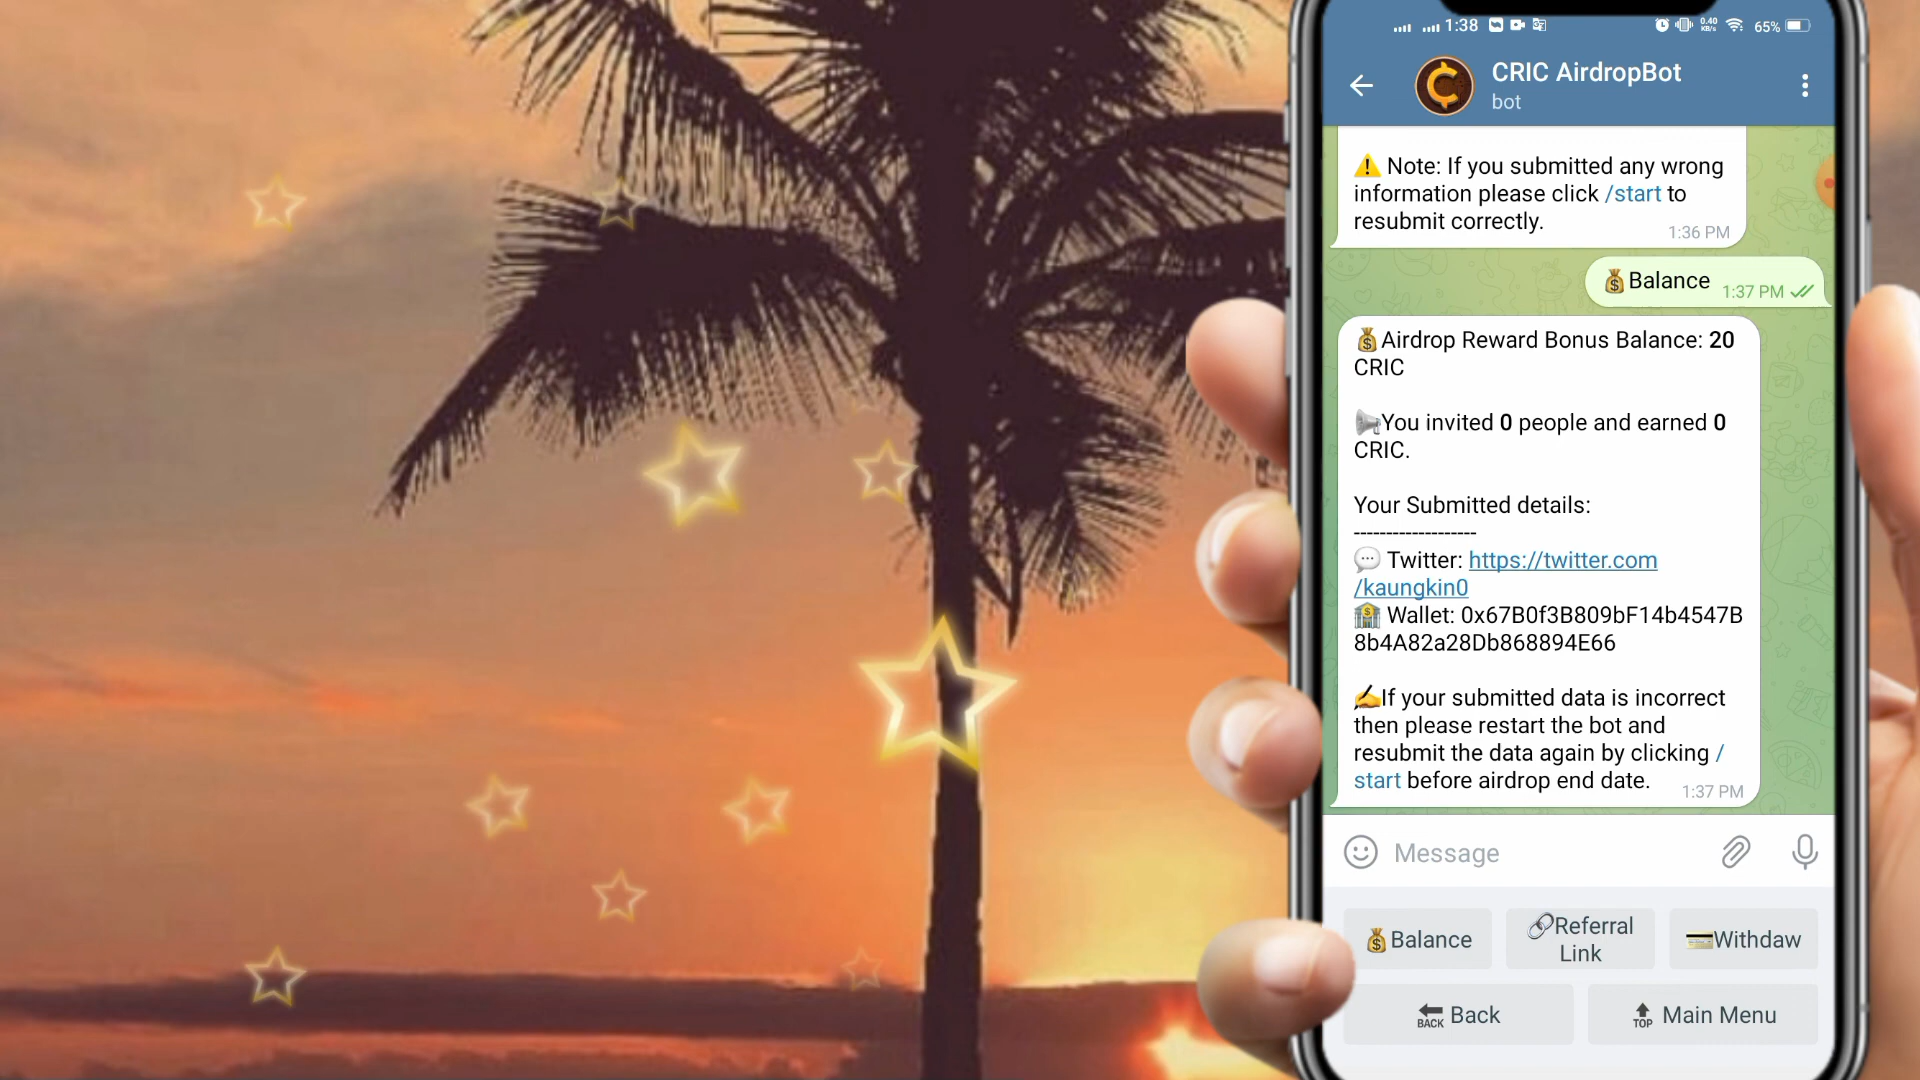 1:38
0.40
KB/s
65%
CRIC AirdropBot
bot
⚠️ Note: If you submitted any wrong
information please click /start to
resubmit correctly.
1:36 PM
💰Balance
1:37 PM
💰Airdrop Reward Bonus Balance: 20
CRIC
📢You invited 0 people and earned 0
CRIC.
Your Submitted details:
-------------------
💬 Twitter: https://twitter.com
/kaungkin0
🏦 Wallet: 0x67B0f3B809bF14b4547B
8b4A82a28Db868894E66
✍️If your submitted data is incorrect
then please restart the bot and
resubmit the data again by clicking /
start before airdrop end date.
1:37 PM
Message
💰Balance
🔗Referral
Link
💳Withdaw
🔙 Back
🔝 Main Menu